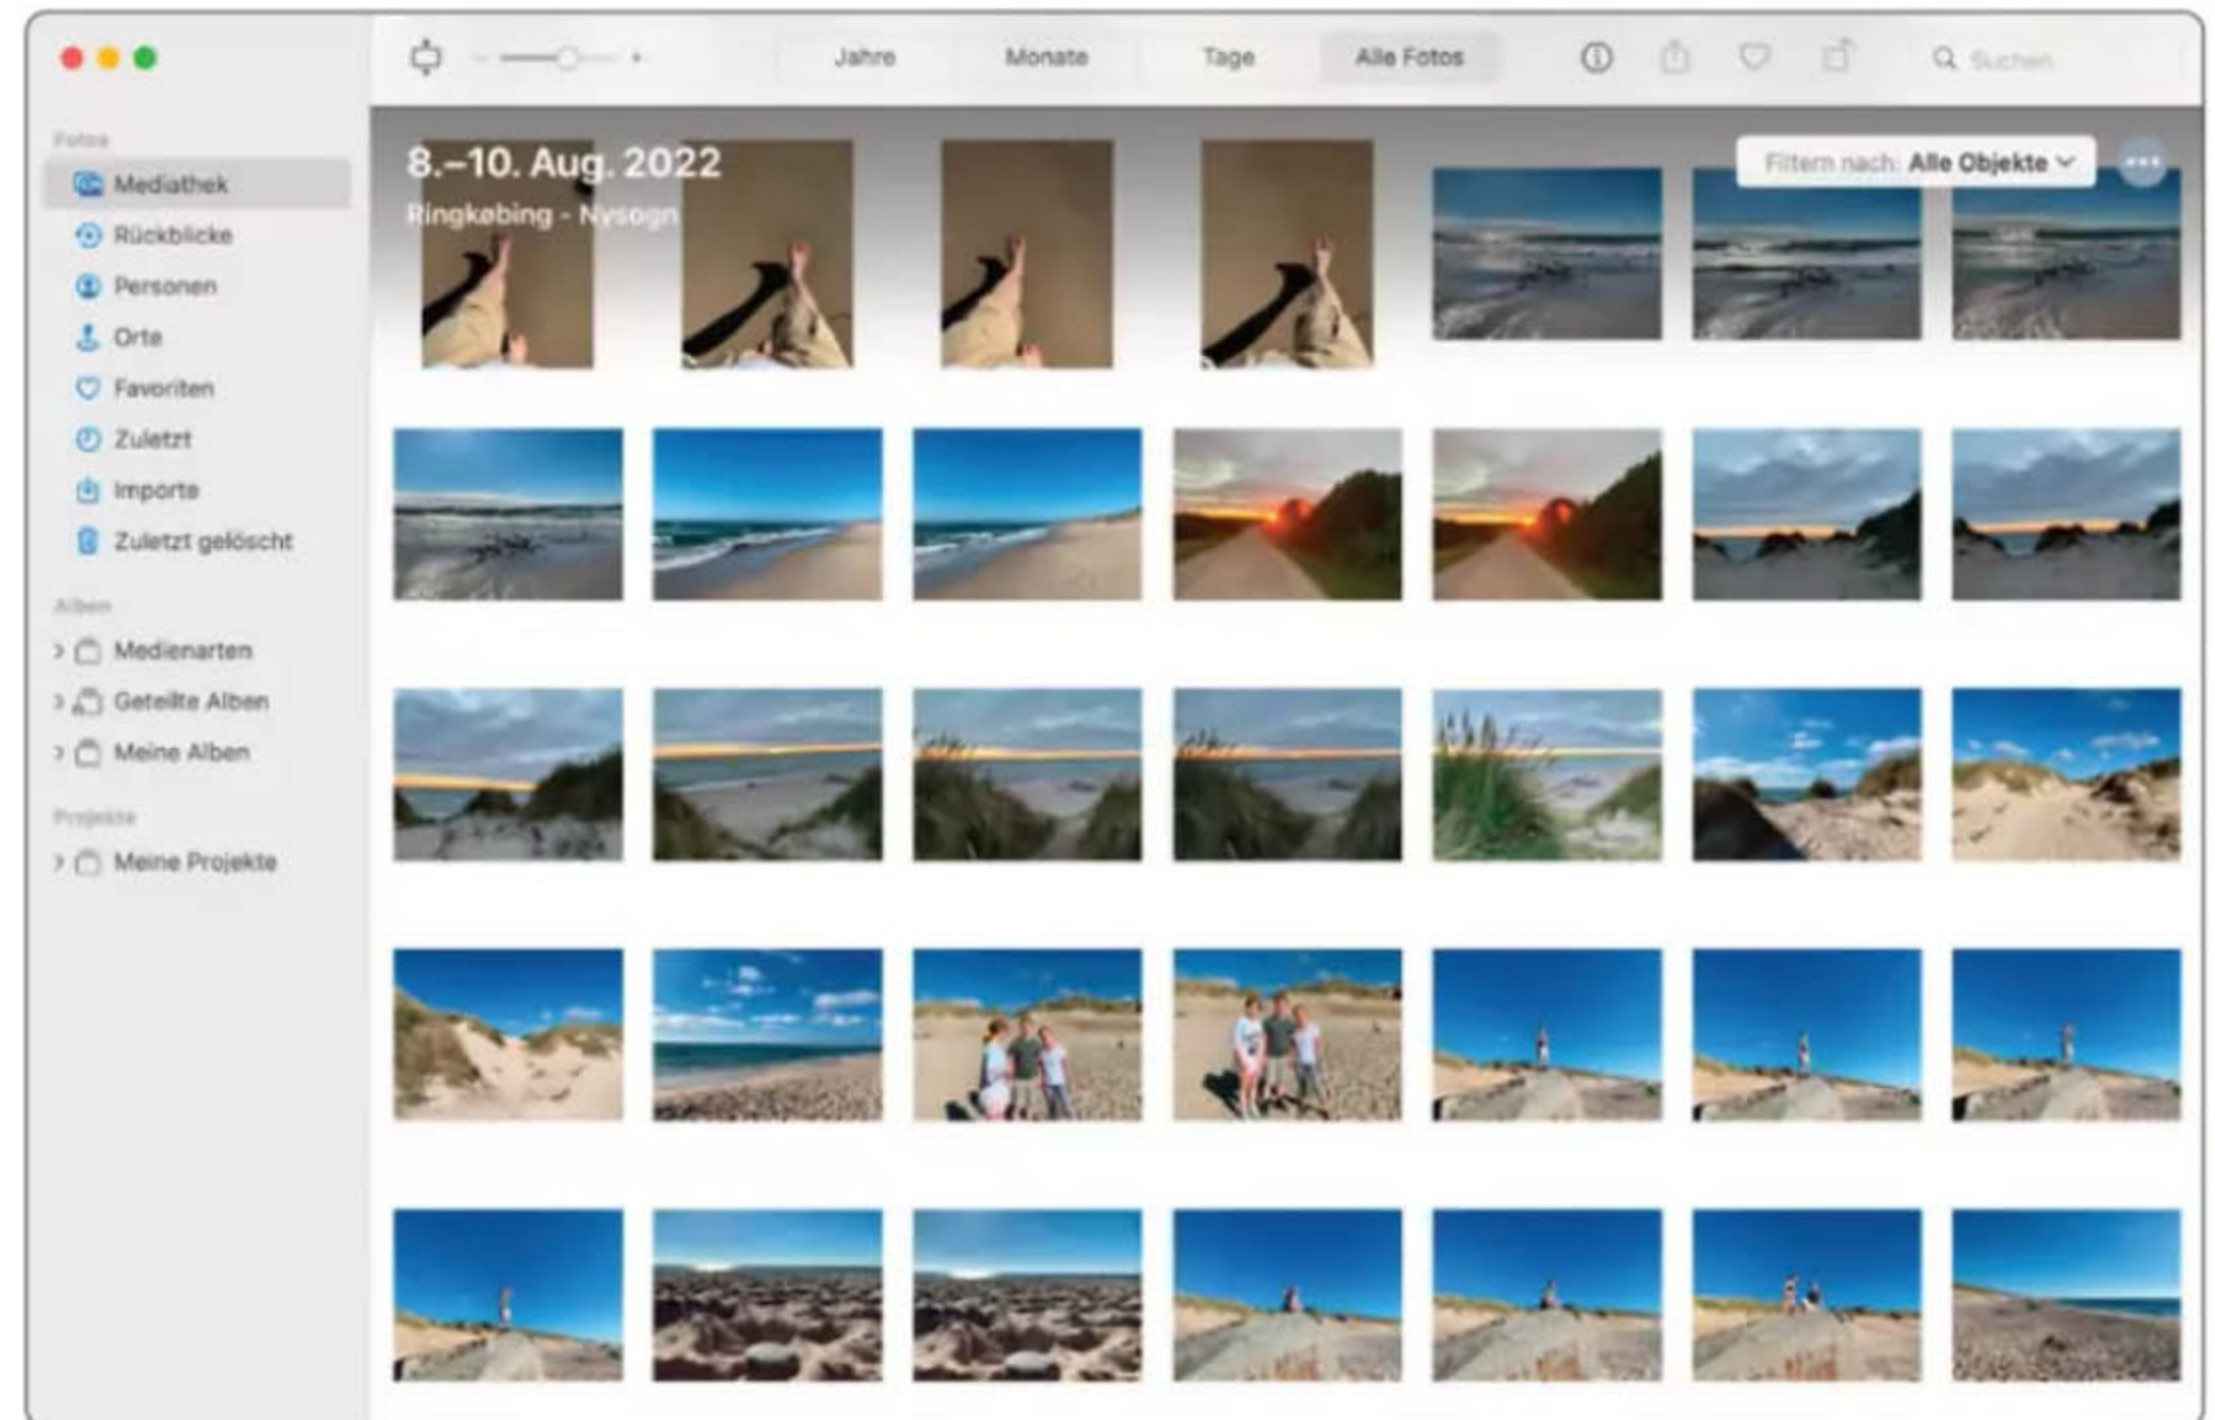 Jahre Monate Tage Alle Fotos Suchen
Fotos
Mediathek
Rückblicke
Personen
Orte
Favoriten
Zuletzt
Importe
Zuletzt gelöscht
Alben
Medienarten
Geteilte Alben
Meine Alben
Projekte
Meine Projekte
8.–10. Aug. 2022
Ringkøbing - Nysogn
Filtern nach: Alle Objekte